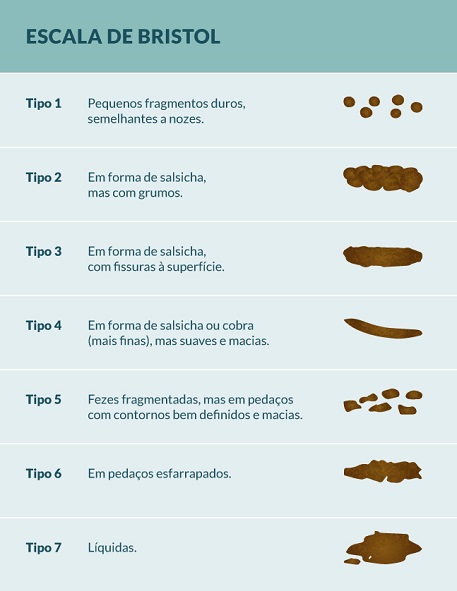 ESCALA DE BRISTOL
Tipo 1
Pequenos fragmentos duros,
semelhantes a nozes.
Tipo 2
Em forma de salsicha,
mas com grumos.
Tipo 3
Em forma de salsicha,
com fissuras à superfície.
Tipo 4
Em forma de salsicha ou cobra
(mais finas), mas suaves e macias.
Tipo 5
Fezes fragmentadas, mas em pedaços
com contornos bem definidos e macias.
Tipo 6
Em pedaços esfarrapados.
Tipo 7
Líquidas.